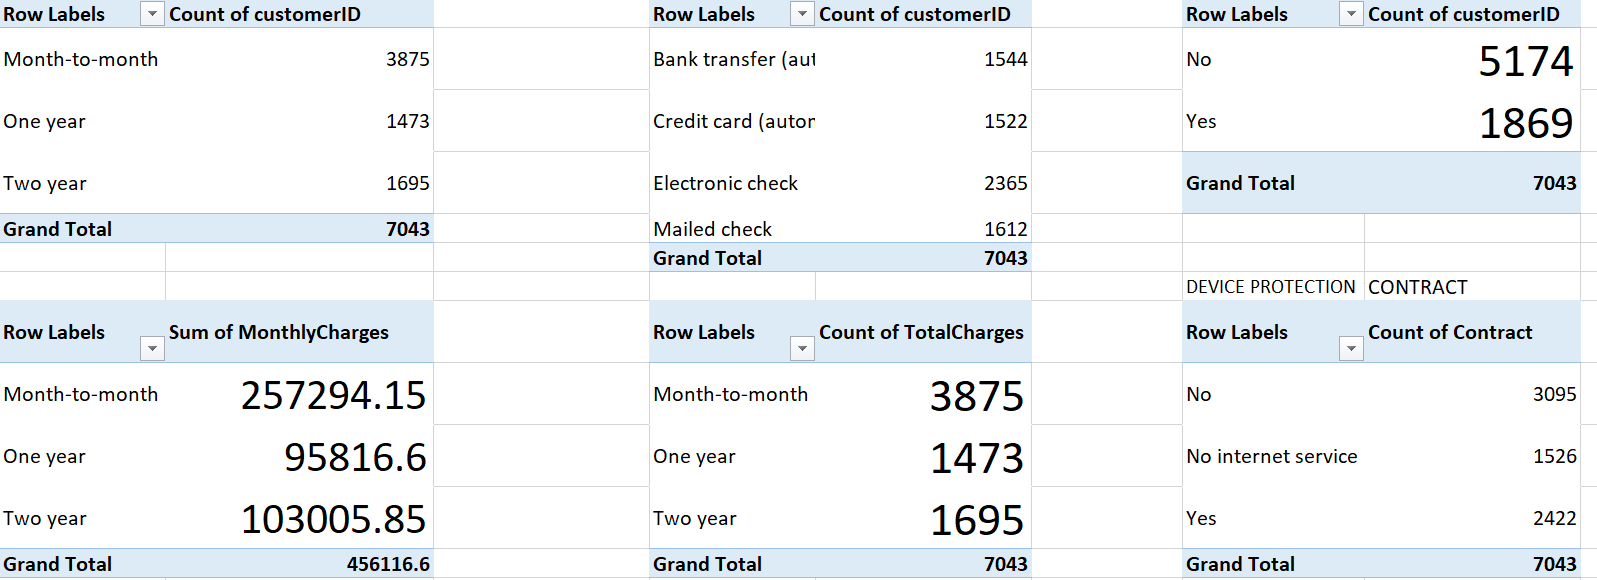 Row Labels Count of customerID
Month-to-month 3875
One year 1473
Two year 1695
Grand Total 7043
Row Labels Count of customerID
Bank transfer (aut 1544
Credit card (auton 1522
Electronic check 2365
Mailed check 1612
Grand Total 7043
Row Labels Count of customerID
No 5174
Yes 1869
Grand Total 7043
Row Labels Sum of MonthlyCharges
Month-to-month 257294.15
One year 95816.6
Two year 103005.85
Grand Total 456116.6
Row Labels Count of TotalCharges
Month-to-month 3875
One year 1473
Two year 1695
Grand Total 7043
DEVICE PROTECTION CONTRACT
Row Labels Count of Contract
No 3095
No internet service 1526
Yes 2422
Grand Total 7043